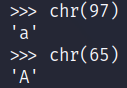 >>> chr(97)
'a'
>>> chr(65)
'A'